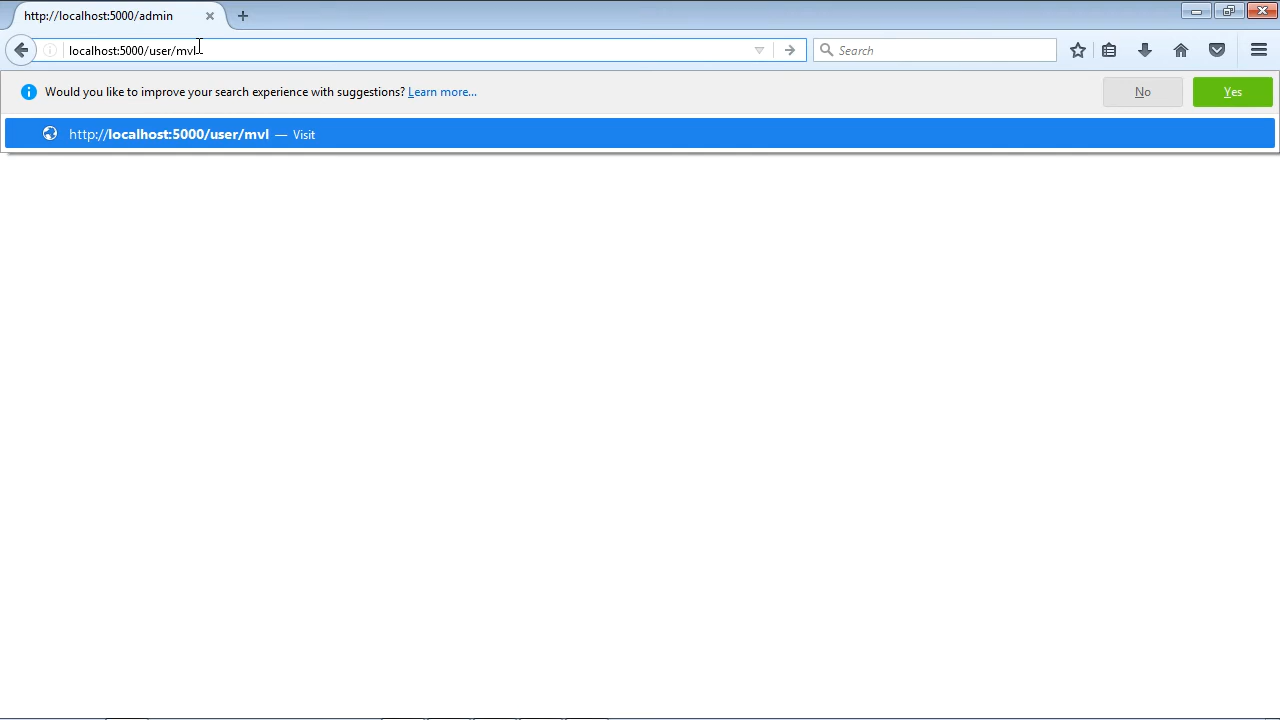 http://localhost:5000/admin
localhost:5000/user/mvl
Search
Would you like to improve your search experience with suggestions? Learn more...
No
Yes
http://localhost:5000/user/mvl — Visit